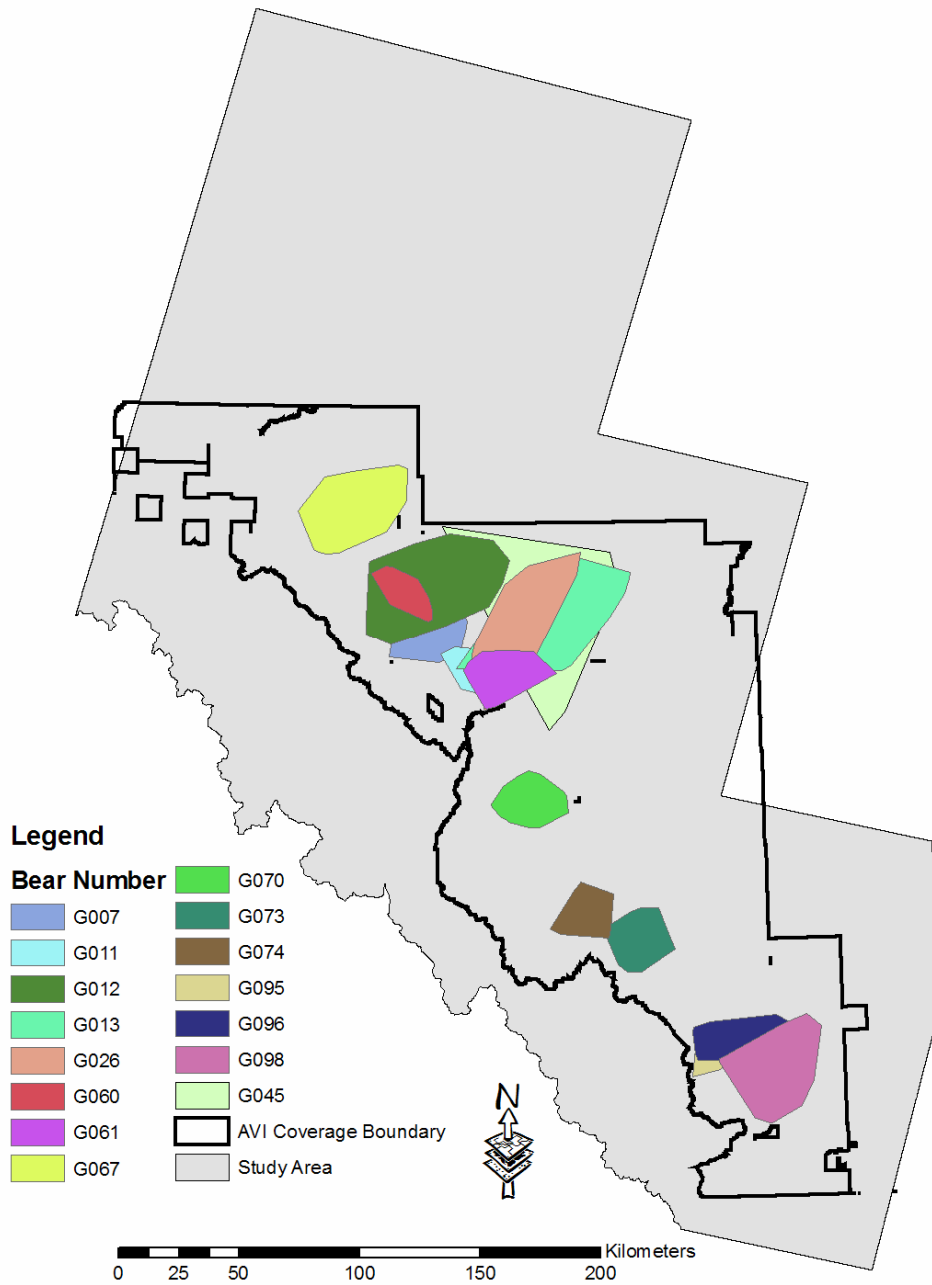 Legend
Bear Number
G007
G011
G012
G013
G026
G060
G061
G067
G070
G073
G074
G095
G096
G098
G045
AVI Coverage Boundary
Study Area
N
Kilometers
0 25 50 100 150 200